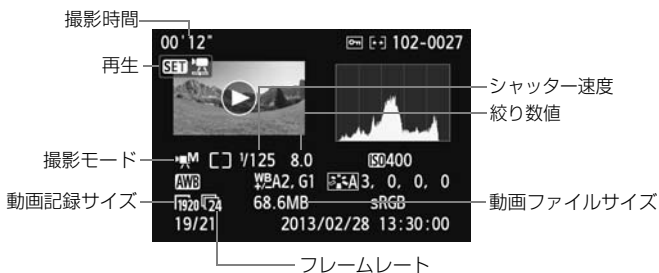 撮影時間
00'12" 102-0027
再生
SET
シャッター速度
絞り数値
撮影モード
M 1/125 8.0 ISO400
AWB WB A2, G1 A 3, 0, 0, 0
動画記録サイズ
1920 24 68.6MB sRGB
動画ファイルサイズ
19/21 2013/02/28 13:30:00
フレームレート